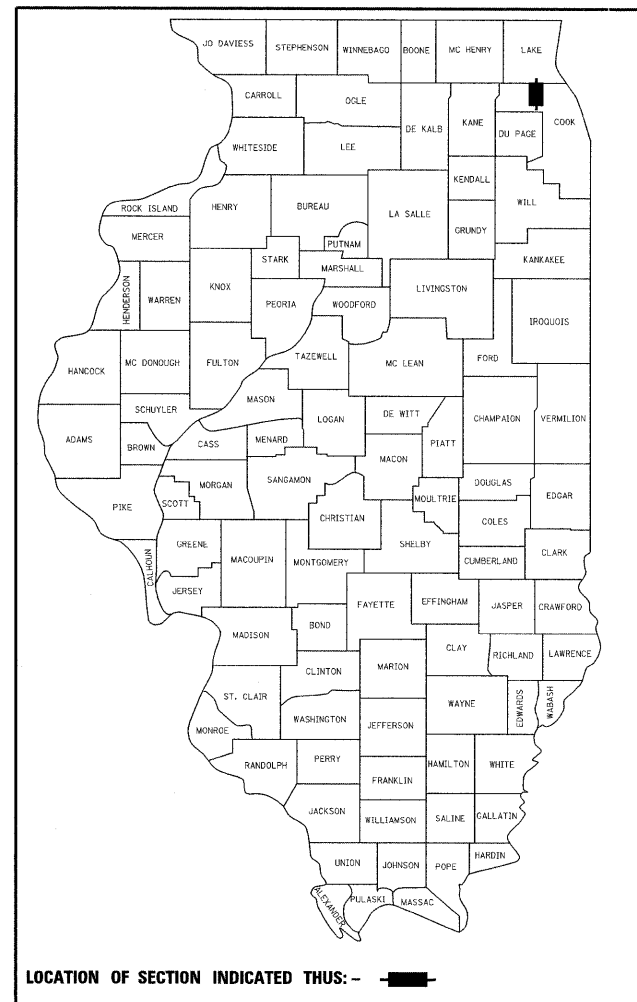 JO DAVIESS
STEPHENSON
WINNEBAGO
BOONE
MC HENRY
LAKE
CARROLL
OGLE
DE KALB
KANE
COOK
DU PAGE
WHITESIDE
LEE
KENDALL
WILL
ROCK ISLAND
HENRY
BUREAU
LA SALLE
GRUNDY
MERCER
PUTNAM
STARK
MARSHALL
KANKAKEE
HENDERSON
WARREN
KNOX
PEORIA
WOODFORD
LIVINGSTON
IROQUOIS
HANCOCK
MC DONOUGH
FULTON
TAZEWELL
MC LEAN
FORD
MASON
SCHUYLER
LOGAN
DE WITT
CHAMPAION
VERMILION
ADAMS
BROWN
CASS
MENARD
MACON
PIATT
MORGAN
SANGAMON
DOUGLAS
EDGAR
PIKE
SCOTT
CHRISTIAN
MOULTRIE
COLES
CALHOUN
GREENE
MACOUPIN
MONTGOMERY
SHELBY
CUMBERLAND
CLARK
JERSEY
FAYETTE
EFFINGHAM
JASPER
CRAWFORD
MADISON
BOND
CLAY
RICHLAND
LAWRENCE
CLINTON
MARION
ST. CLAIR
WAYNE
EDWARDS
WABASH
MONROE
WASHINGTON
JEFFERSON
RANDOLPH
PERRY
HAMILTON
WHITE
FRANKLIN
JACKSON
WILLIAMSON
SALINE
GALLATIN
UNION
JOHNSON
POPE
HARDIN
ALEXANDER
PULASKI
MASSAC
LOCATION OF SECTION INDICATED THUS: –